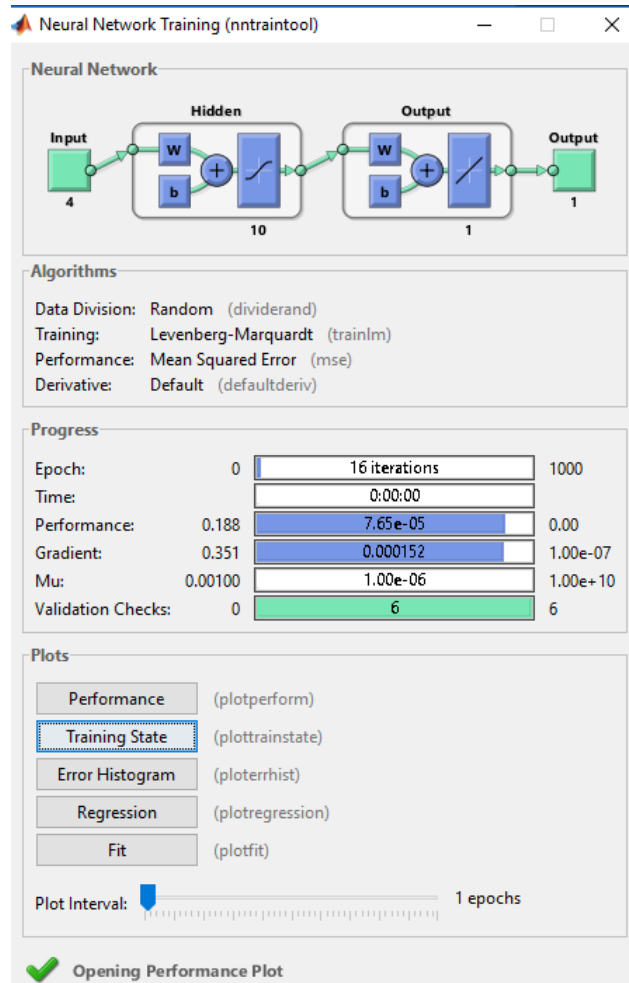 Neural Network Training (nntraintool)
Neural Network
Hidden
Output
Input
W
b
+
W
b
+
Output
4
10
1
1
Algorithms
Data Division: Random (dividerand)
Training: Levenberg-Marquardt (trainlm)
Performance: Mean Squared Error (mse)
Derivative: Default (defaultderiv)
Progress
Epoch: 0 16 iterations 1000
Time: 0:00:00
Performance: 0.188 7.65e-05 0.00
Gradient: 0.351 0.000152 1.00e-07
Mu: 0.00100 1.00e-06 1.00e+10
Validation Checks: 0 6 6
Plots
Performance (plotperform)
Training State (plottrainstate)
Error Histogram (ploterrhist)
Regression (plotregression)
Fit (plotfit)
Plot Interval: 1 epochs
Opening Performance Plot